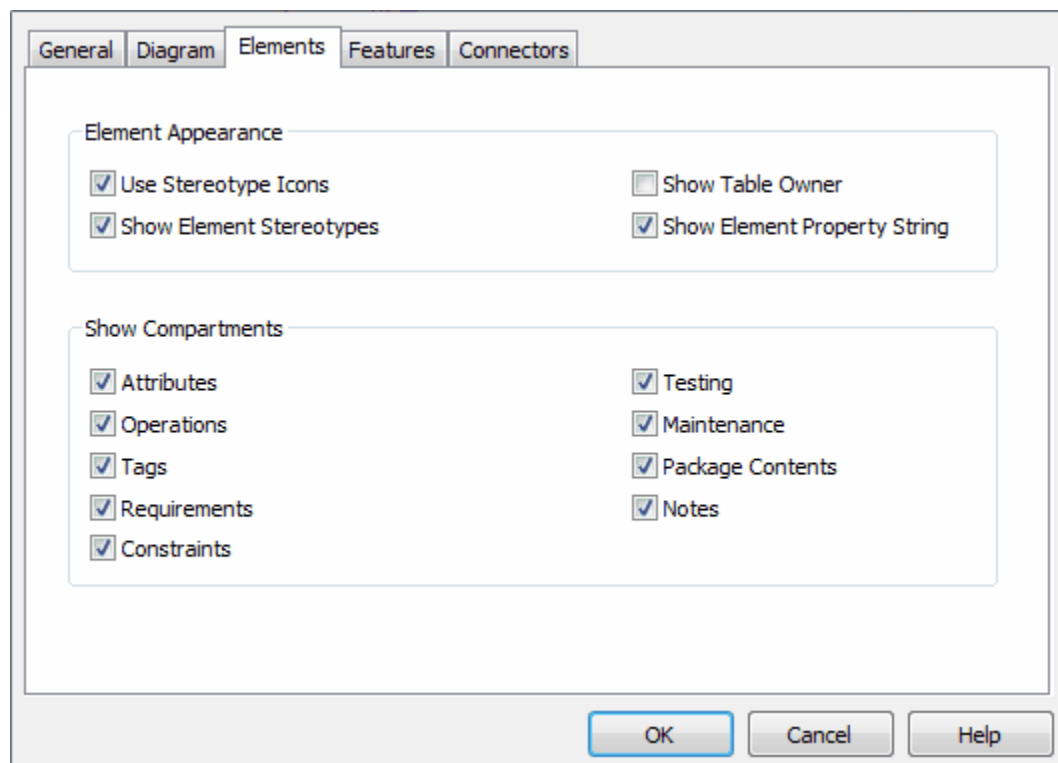 General Diagram Elements Features Connectors
Element Appearance
Use Stereotype Icons Show Table Owner
Show Element Stereotypes Show Element Property String
Show Compartments
Attributes Testing
Operations Maintenance
Tags Package Contents
Requirements Notes
Constraints
OK Cancel Help